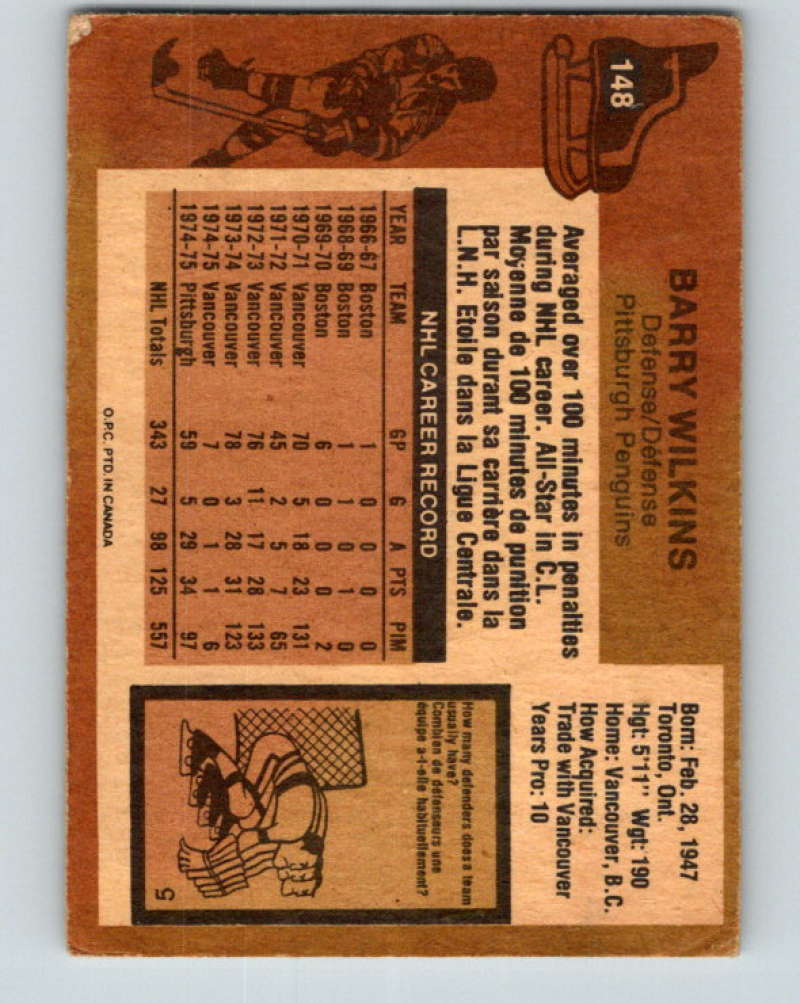 148
BARRY WILKINS
Defense/Défense
Pittsburgh Penguins
Born: Feb. 28, 1947
Toronto, Ont.
Hgt: 5'11" Wgt: 190
Home: Vancouver, B.C.
How Acquired:
Trade with Vancouver
Years Pro: 10
Averaged over 100 minutes in penalties
during NHL career. All-Star in C.L.
Moyenne de 100 minutes de punition
par saison durant sa carrière dans la
L.N.H. Etoile dans la Ligue Centrale.
NHL CAREER RECORD
YEAR TEAM GP G A PTS PIM
1966-67 Boston 1 0 0 0 0
1968-69 Boston 1 1 0 1 0
1969-70 Boston 6 0 0 0 2
1970-71 Vancouver 70 5 18 23 131
1971-72 Vancouver 45 2 5 7 65
1972-73 Vancouver 76 11 17 28 133
1973-74 Vancouver 78 3 28 31 123
1974-75 Vancouver 7 0 1 1 6
1974-75 Pittsburgh 59 5 29 34 97
NHL Totals 343 27 98 125 557
How many defenders does a team
usually have?
Combien de défenseurs une
équipe a-t-elle habituellement?
5
O.P.C. PTD. IN CANADA